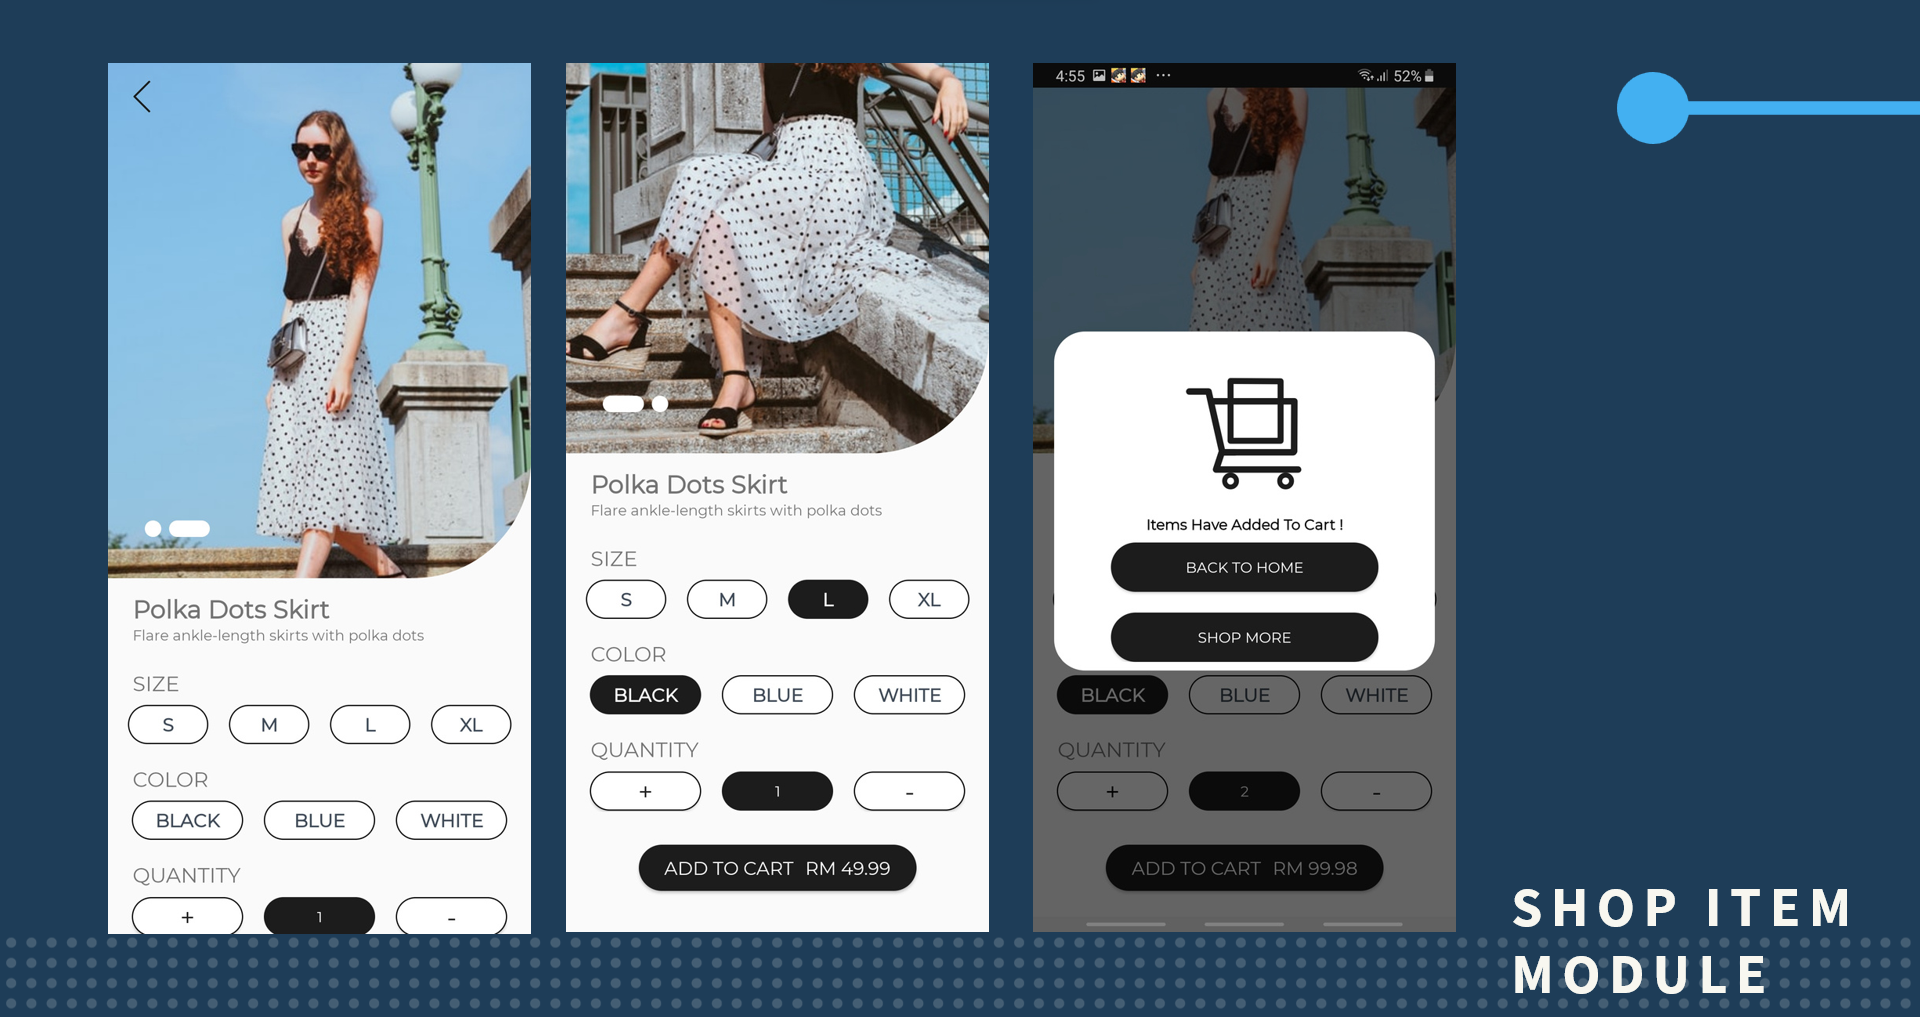 Polka Dots Skirt
Flare ankle-length skirts with polka dots
SIZE
S M L XL
COLOR
BLACK BLUE WHITE
QUANTITY
+ 1 -
Polka Dots Skirt
Flare ankle-length skirts with polka dots
SIZE
S M L XL
COLOR
BLACK BLUE WHITE
QUANTITY
+ 1 -
ADD TO CART RM 49.99
4:55 ... 52%
Items Have Added To Cart !
BACK TO HOME
SHOP MORE
BLACK BLUE WHITE
QUANTITY
+ 2 -
ADD TO CART RM 99.98
SHOP ITEM
MODULE